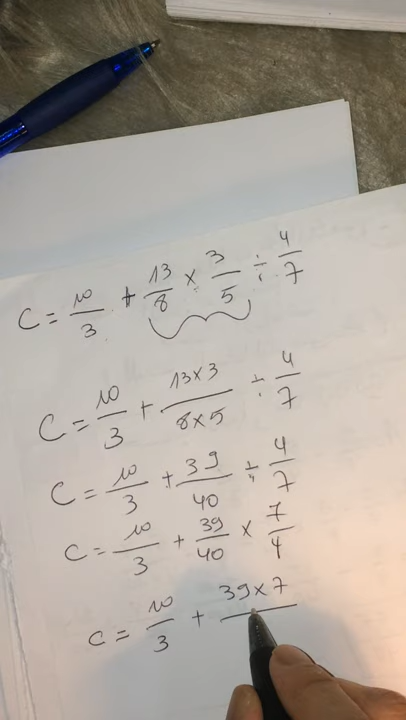 C = 10/3 + 13/8 × 3/5 ÷ 4/7
C = 10/3 + 13×3/8×5 ÷ 4/7
C = 10/3 + 39/40 ÷ 4/7
C = 10/3 + 39/40 × 7/4
C = 10/3 + 39×7/